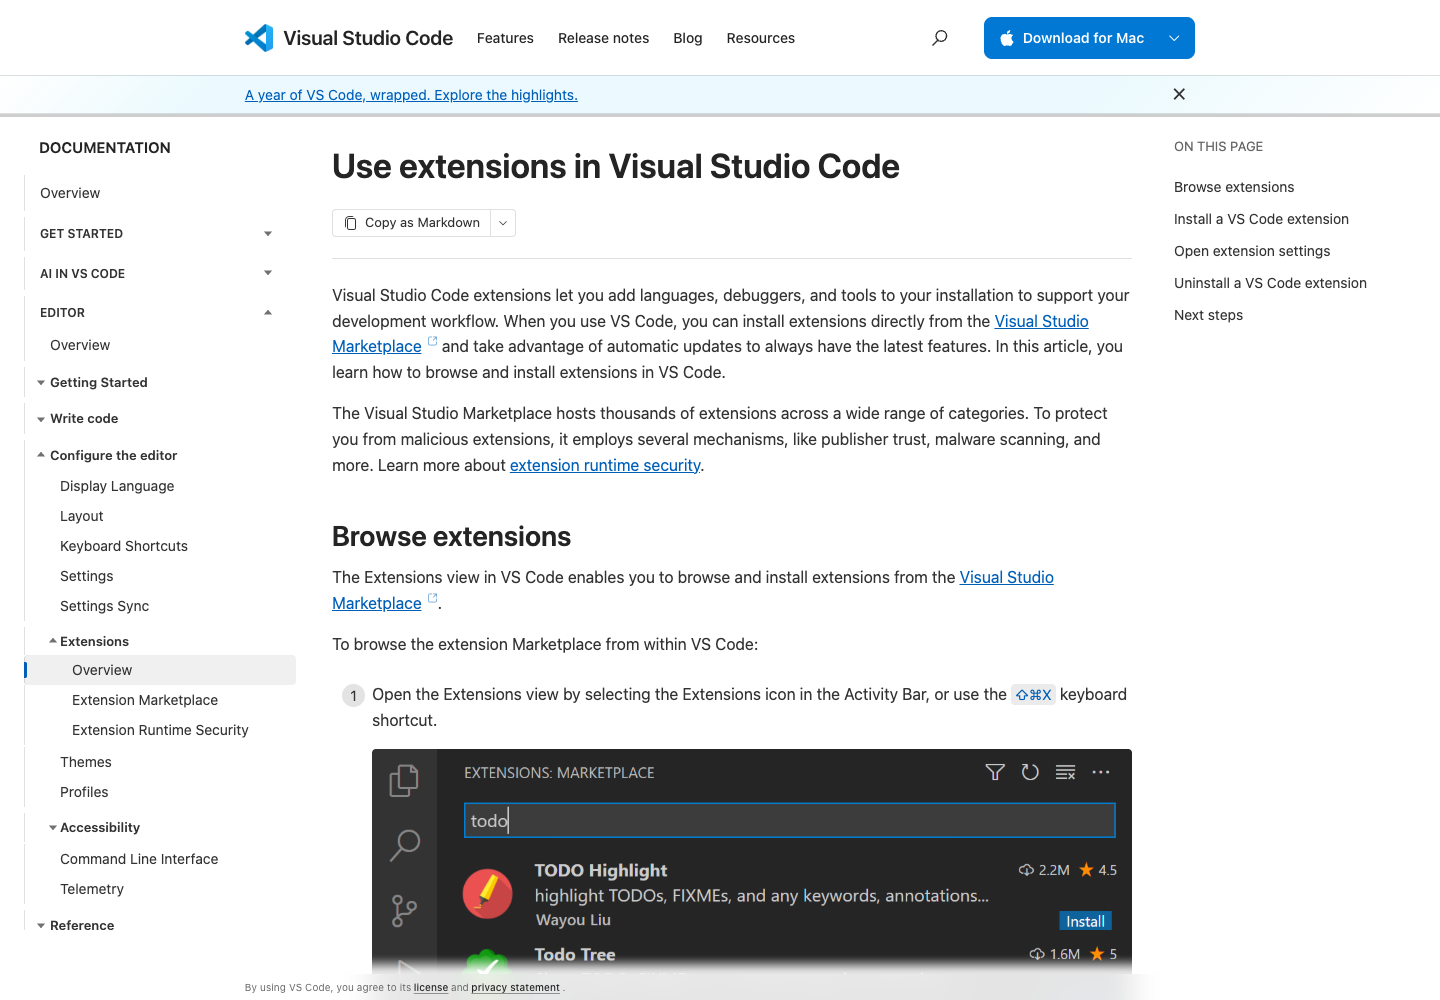 Visual Studio Code
Features
Release notes
Blog
Resources
Download for Mac
A year of VS Code, wrapped. Explore the highlights.
DOCUMENTATION
Overview
GET STARTED
AI IN VS CODE
EDITOR
Overview
Getting Started
Write code
Configure the editor
Display Language
Layout
Keyboard Shortcuts
Settings
Settings Sync
Extensions
Overview
Extension Marketplace
Extension Runtime Security
Themes
Profiles
Accessibility
Command Line Interface
Telemetry
Reference
Use extensions in Visual Studio Code
Copy as Markdown
Visual Studio Code extensions let you add languages, debuggers, and tools to your installation to support your
development workflow. When you use VS Code, you can install extensions directly from the Visual Studio
Marketplace and take advantage of automatic updates to always have the latest features. In this article, you
learn how to browse and install extensions in VS Code.
The Visual Studio Marketplace hosts thousands of extensions across a wide range of categories. To protect
you from malicious extensions, it employs several mechanisms, like publisher trust, malware scanning, and
more. Learn more about extension runtime security.
Browse extensions
The Extensions view in VS Code enables you to browse and install extensions from the Visual Studio
Marketplace.
To browse the extension Marketplace from within VS Code:
1 Open the Extensions view by selecting the Extensions icon in the Activity Bar, or use the ⇧⌘X keyboard
shortcut.
EXTENSIONS: MARKETPLACE
todo
TODO Highlight 2.2M 4.5
highlight TODOs, FIXMEs, and any keywords, annotations...
Wayou Liu
Install
Todo Tree 1.6M 5
ON THIS PAGE
Browse extensions
Install a VS Code extension
Open extension settings
Uninstall a VS Code extension
Next steps
By using VS Code, you agree to its license and privacy statement.